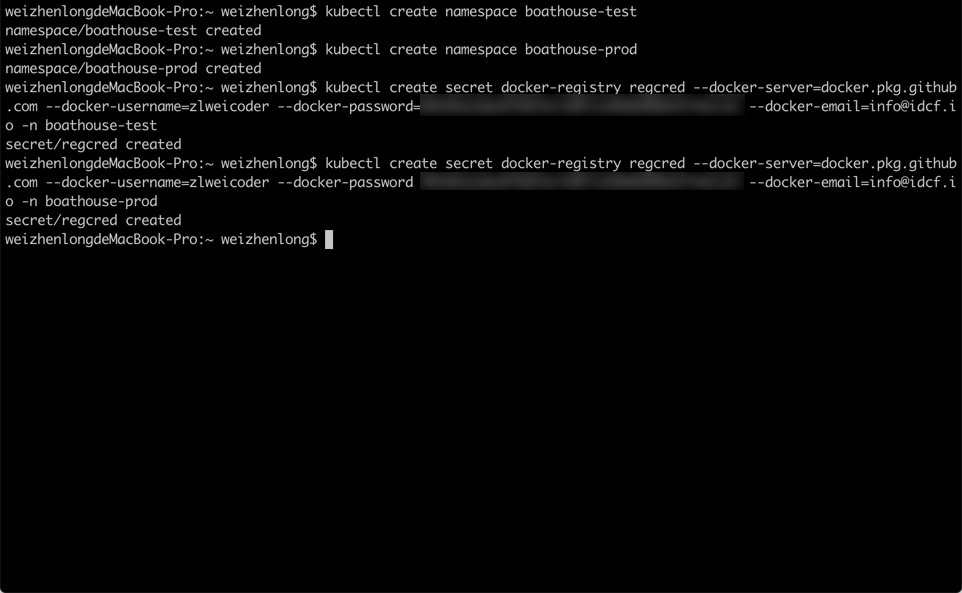 weizhenlongdeMacBook-Pro:~ weizhenlong$ kubectl create namespace boathouse-test
namespace/boathouse-test created
weizhenlongdeMacBook-Pro:~ weizhenlong$ kubectl create namespace boathouse-prod
namespace/boathouse-prod created
weizhenlongdeMacBook-Pro:~ weizhenlong$ kubectl create secret docker-registry regcred --docker-server=docker.pkg.github
.com --docker-username=zlweicoder --docker-password= --docker-email=info@idcf.i
o -n boathouse-test
secret/regcred created
weizhenlongdeMacBook-Pro:~ weizhenlong$ kubectl create secret docker-registry regcred --docker-server=docker.pkg.github
.com --docker-username=zlweicoder --docker-password --docker-email=info@idcf.i
o -n boathouse-prod
secret/regcred created
weizhenlongdeMacBook-Pro:~ weizhenlong$